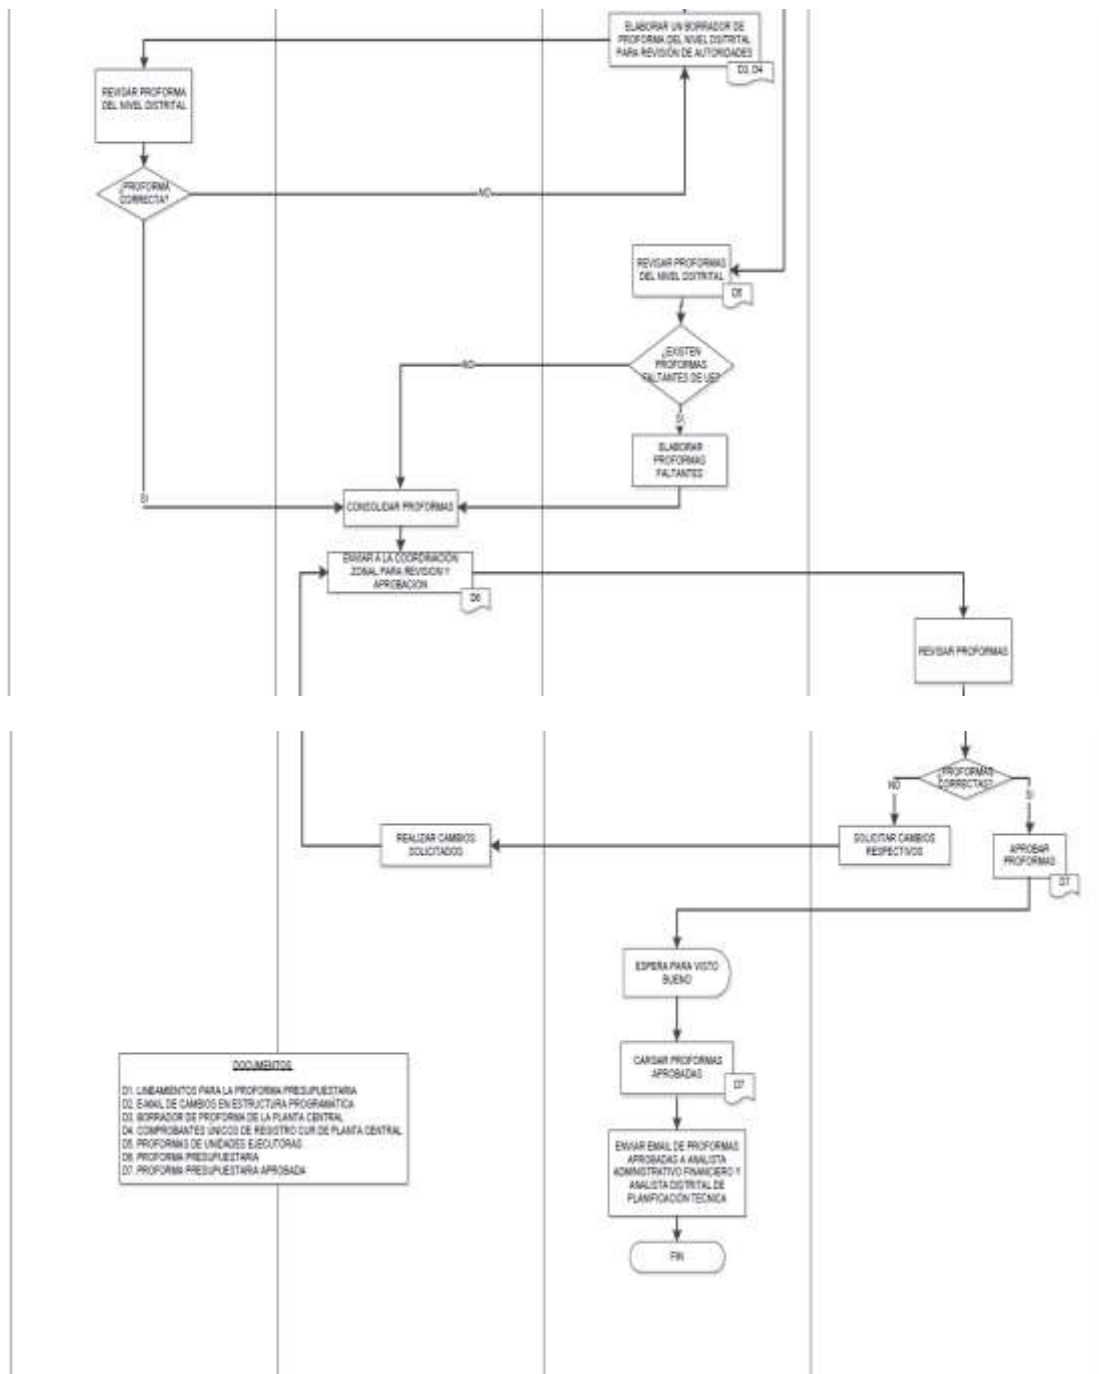 ELABORAR UN BORRADOR DE
PROFORMA DEL NIVEL DSITRITAL
PARA REVISIÓN DE AUTORIDADES
D3, D4
REVISAR PROFORMA
DEL NIVEL DISTRITAL
¿PROFORMA
CORRECTA?
NO
REVISAR PROFORMAS
DEL NIVEL DSITRITAL
D5
¿EXISTEN
PROFORMAS
FALTANTES DE UE?
NO
SI
ELABORAR
PROFORMAS
FALTANTES
SI
CONSOLIDAR PROFORMAS
ENVIAR A LA COORDINACIÓN
ZONAL PARA REVISION Y
APROBACION
D6
REVISAR PROFORMAS
¿PROFORMAS
CORRECTAS?
NO
SI
REALIZAR CAMBIOS
SOLICITADOS
SOLICITAR CAMBIOS
RESPECTIVOS
APROBAR
PROFORMAS
D7
ESPERA PARA VISTO
BUENO
CARGAR PROFORMAS
APROBADAS
D7
DOCUMENTOS
D1. LINEAMIENTOS PARA LA PROFORMA PRESUPUESTARIA
D2. E-MAIL DE CAMBIOS EN ESTRUCTURA PROGRAMÁTICA
D3. BORRADOR DE PROFORMA DE LA PLANTA CENTRAL
D4. COMPROBANTES ÚNICOS DE REGISTRO CUR DE PLANTA CENTRAL
D5. PROFORMAS DE UNIDADES EJECUTORAS
D6. PROFORMA PRESUPUESTARIA
D7. PROFORMA PRESUPUESTARIA APROBADA
ENVIAR EMAIL DE PROFORMAS
APROBADAS A ANALISTA
ADMINISTRATIVO FINANCIERO Y
ANALISTA DISTRITAL DE
PLANIFICACIÓN TECNICA
FIN